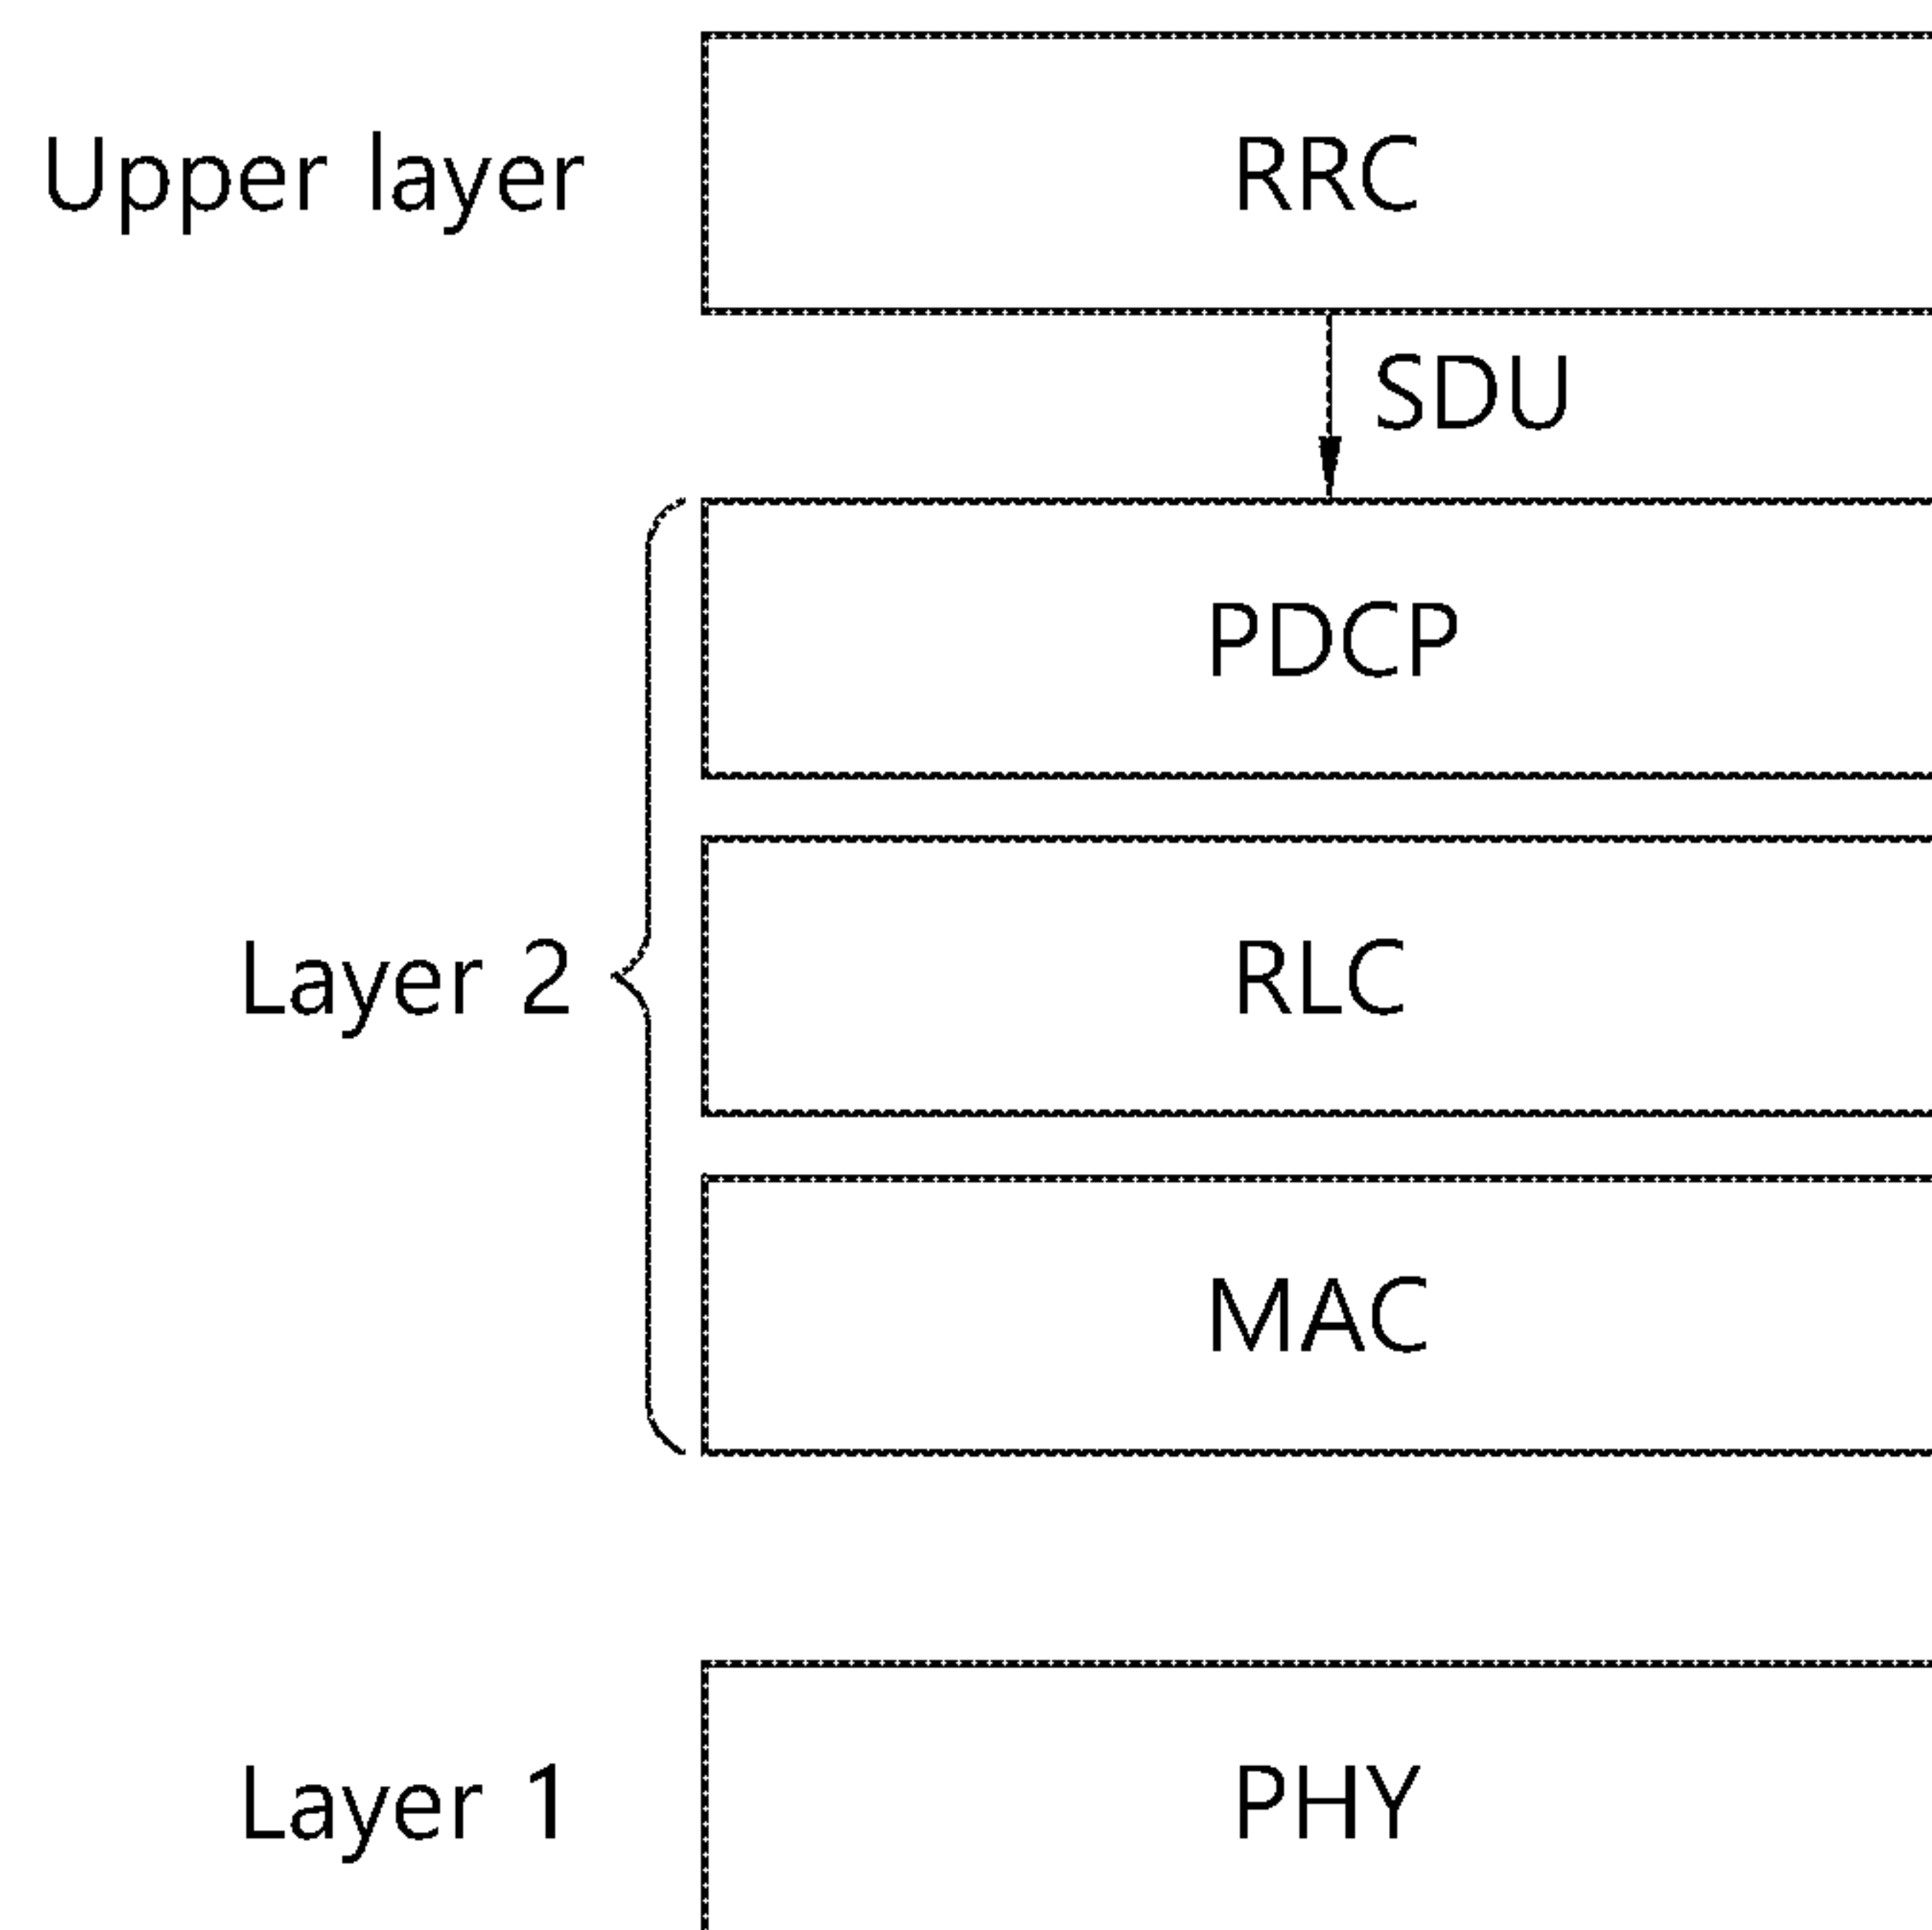 Upper layer
RRC
SDU
PDCP
Layer 2
RLC
MAC
Layer 1
PHY